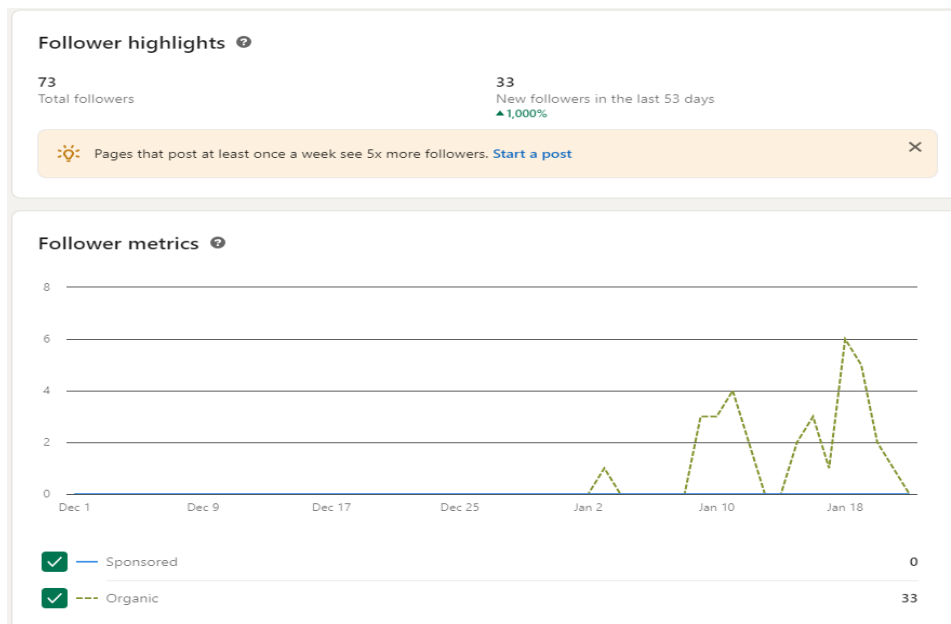 Follower highlights
73
Total followers
33
New followers in the last 53 days
▲1,000%
Pages that post at least once a week see 5x more followers. Start a post
Follower metrics
8
6
4
2
0
Dec 1 Dec 9 Dec 17 Dec 25 Jan 2 Jan 10 Jan 18
Sponsored 0
Organic 33